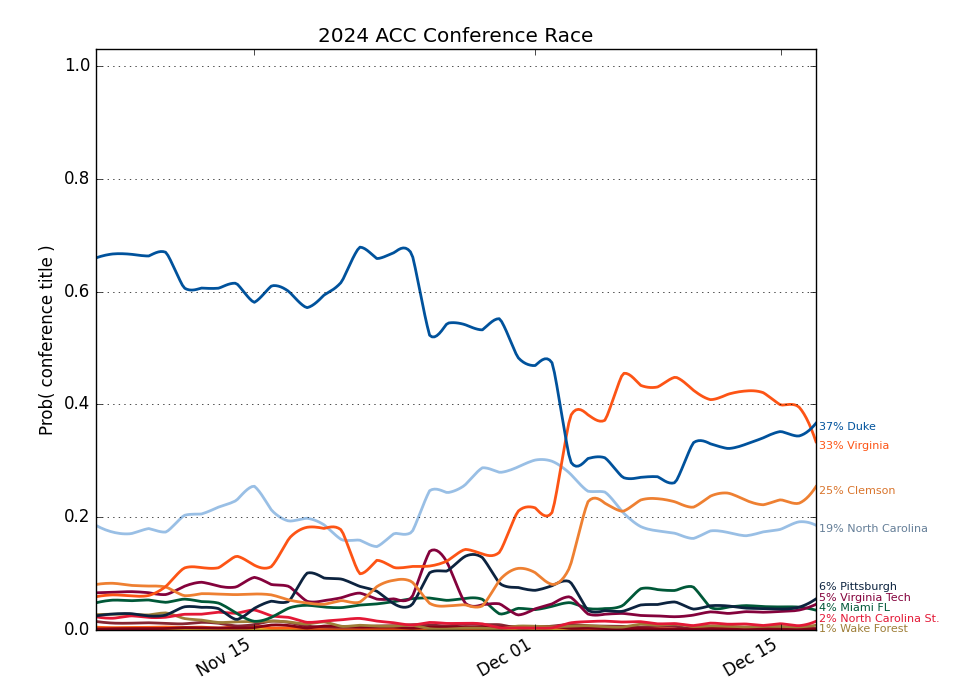 2024 ACC Conference Race
Prob( conference title )
1.0
0.8
0.6
0.4
0.2
0.0
Nov 15
Dec 01
Dec 15
37% Duke
33% Virginia
25% Clemson
19% North Carolina
6% Pittsburgh
5% Virginia Tech
4% Miami FL
2% North Carolina St.
1% Wake Forest